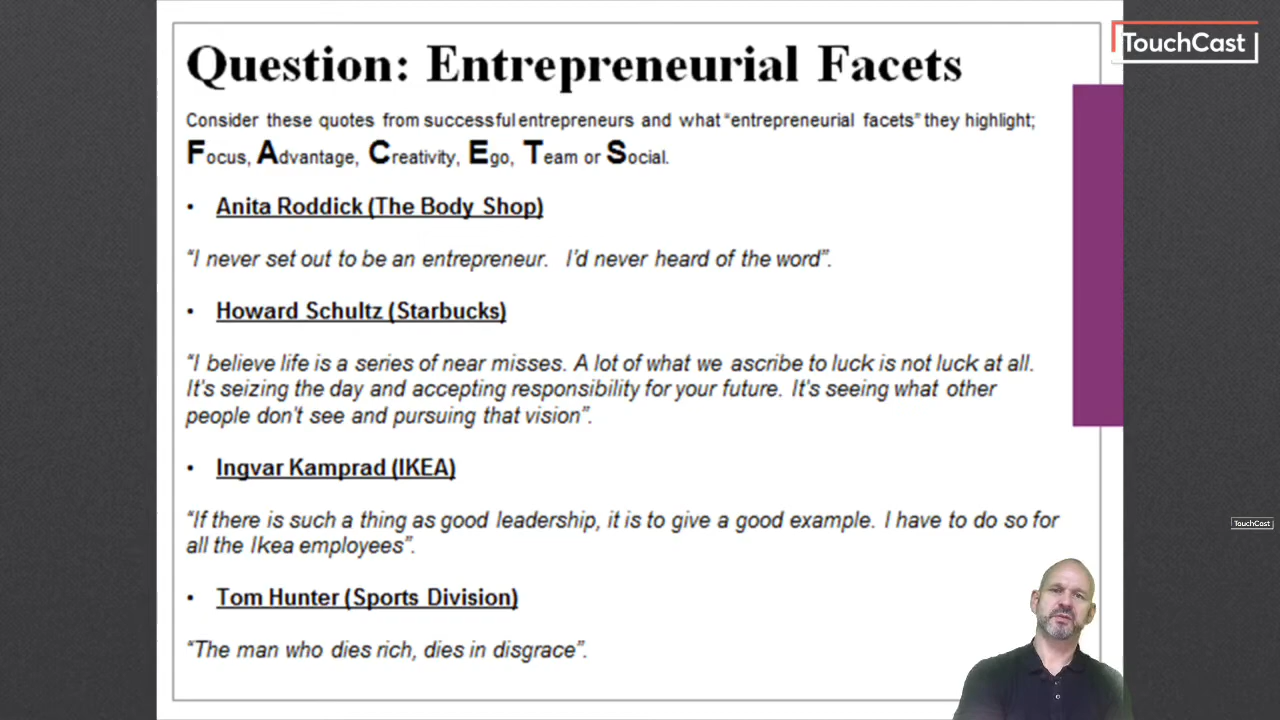 TouchCast
Question: Entrepreneurial Facets
Consider these quotes from successful entrepreneurs and what “entrepreneurial facets” they highlight;
Focus, Advantage, Creativity, Ego, Team or Social.
• Anita Roddick (The Body Shop)
“I never set out to be an entrepreneur. I’d never heard of the word”.
• Howard Schultz (Starbucks)
“I believe life is a series of near misses. A lot of what we ascribe to luck is not luck at all.
It’s seizing the day and accepting responsibility for your future. It’s seeing what other
people don’t see and pursuing that vision”.
• Ingvar Kamprad (IKEA)
“If there is such a thing as good leadership, it is to give a good example. I have to do so for
all the Ikea employees”.
TouchCast
• Tom Hunter (Sports Division)
“The man who dies rich, dies in disgrace”.